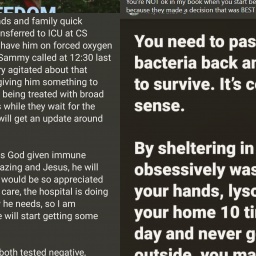 nds and family quick
nsferred to ICU at CS
have him on forced oxygen
Sammy called at 12:30 last
ry agitated about that
giving him something to
being treated with broad
s while they wait for the
will get an update around
s God given immune
azing and Jesus, he will
would be so appreciated
care, the hospital is doing
he needs, so I am
e will start getting some
both tested negative.
You're NOT in my book when you start be
because they made a decision that was BEST
You need to pas
bacteria back an
to survive. It's c
sense.
By sheltering in
obsessively was
your hands, lyso
your home 10 ti
day and never g
outside, you ma